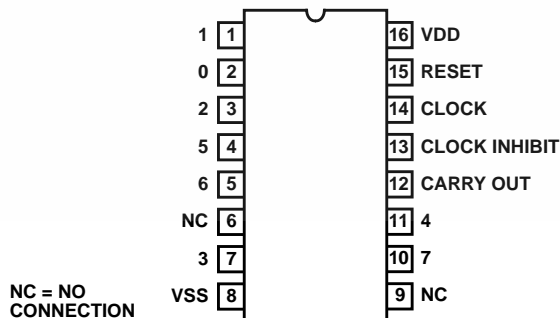 1 1 16 VDD
0 2 15 RESET
2 3 14 CLOCK
5 4 13 CLOCK INHIBIT
6 5 12 CARRY OUT
NC 6 11 4
3 7 10 7
VSS 8 9 NC
NC = NO
CONNECTION